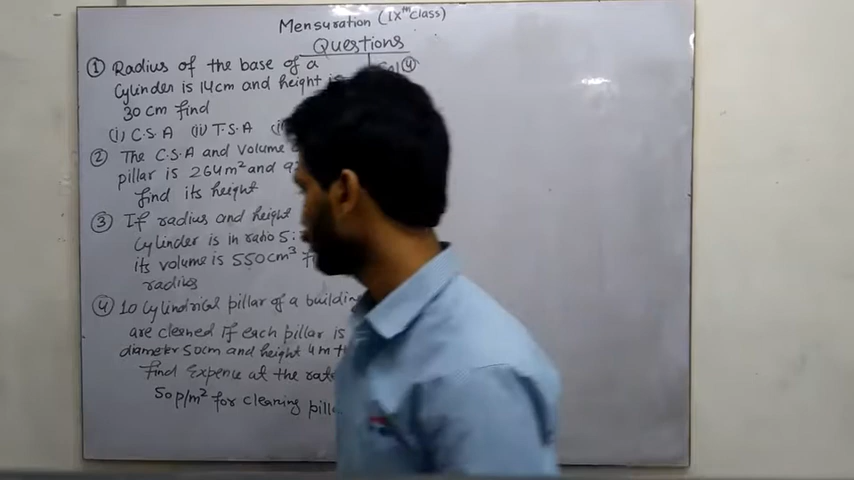 Mensuration (IXth class)
Questions
① Radius of the base of a
Cylinder is 14cm and height is
30 cm find
(i) C.S.A (ii) T.S.A
② The C.S.A and volume
pillar is 264m² and
find its height
③ If radius and height
Cylinder is in ratio 5:
its volume is 550cm³
radius
④ 10 Cylindrical pillar of a building
are cleaned If each pillar is
diameter 50cm and height 4m
find Expence at the rate
50p/m² for cleaning
Sol ④